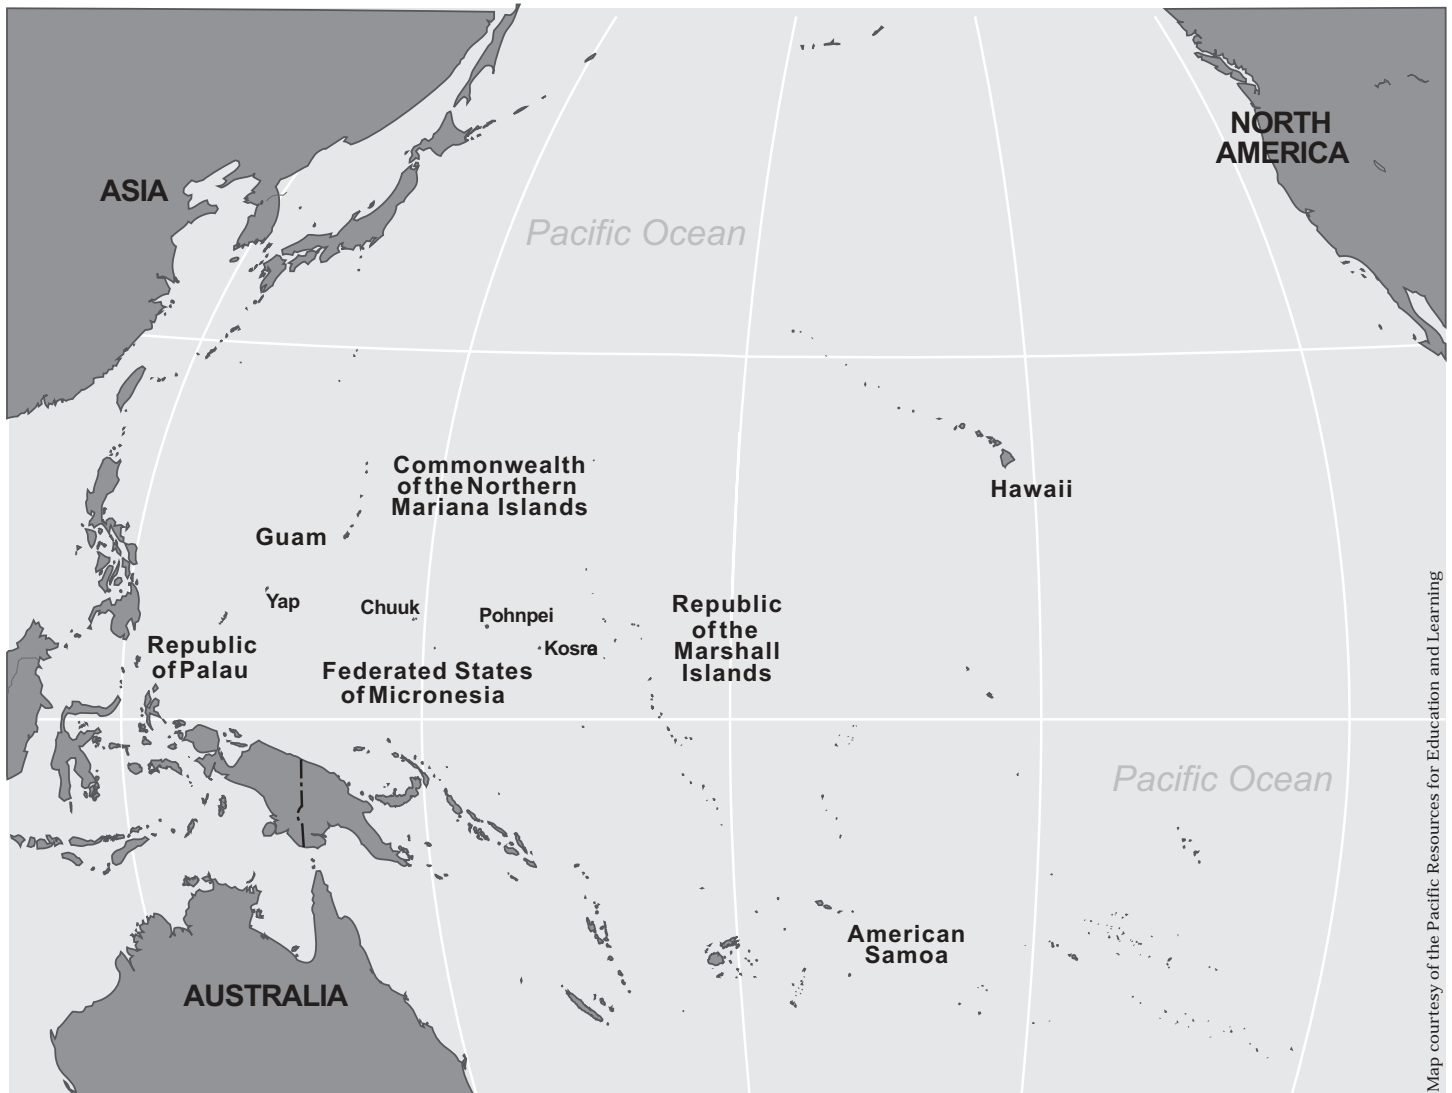 NORTH
AMERICA
ASIA
Pacific Ocean
Commonwealth
of the Northern
Mariana Islands
Hawaii
Guam
Yap
Chuuk
Pohnpei
Kosrae
Republic
of Palau
Federated States
of Micronesia
Republic
of the
Marshall
Islands
Pacific Ocean
American
Samoa
AUSTRALIA
Map courtesy of the Pacific Resources for Education and Learning